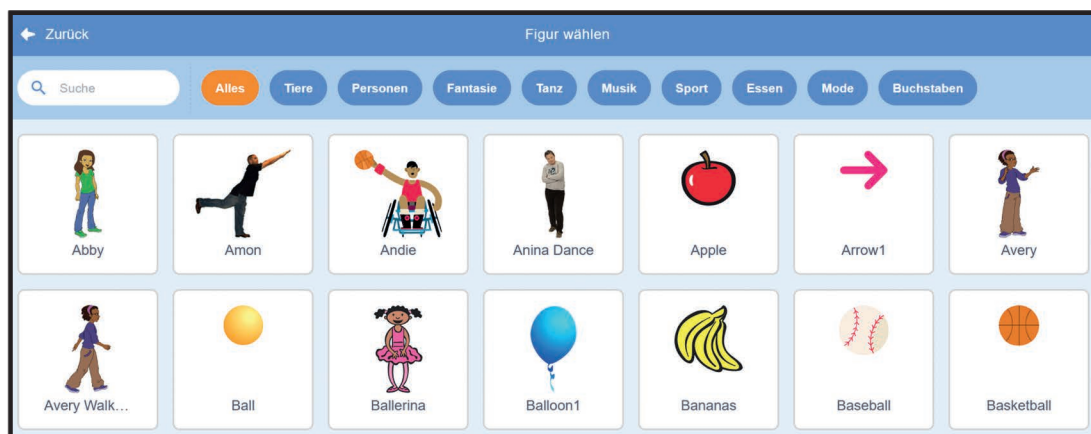 Zurück
Figur wählen
Suche
Alles
Tiere
Personen
Fantasie
Tanz
Musik
Sport
Essen
Mode
Buchstaben
Abby
Amon
Andie
Anina Dance
Apple
Arrow1
Avery
Avery Walk...
Ball
Ballerina
Balloon1
Bananas
Baseball
Basketball